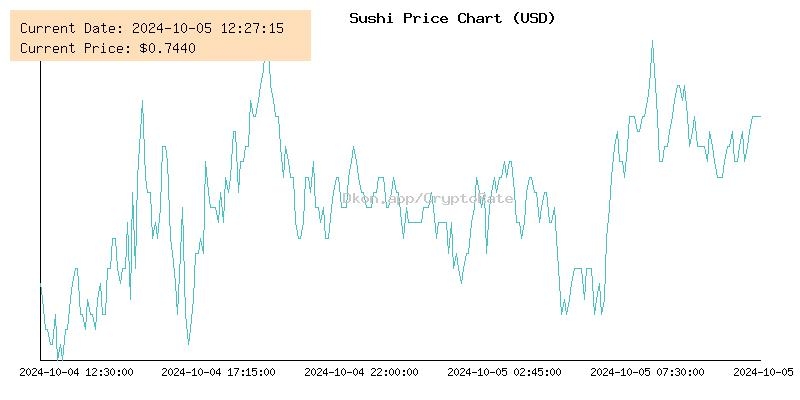 Sushi Price Chart (USD)
Current Date: 2024-10-05 12:27:15
Current Price: $0.7440
Dkon.app/CryptoRate
2024-10-04 12:30:00 2024-10-04 17:15:00 2024-10-04 22:00:00 2024-10-05 02:45:00 2024-10-05 07:30:00 2024-10-05